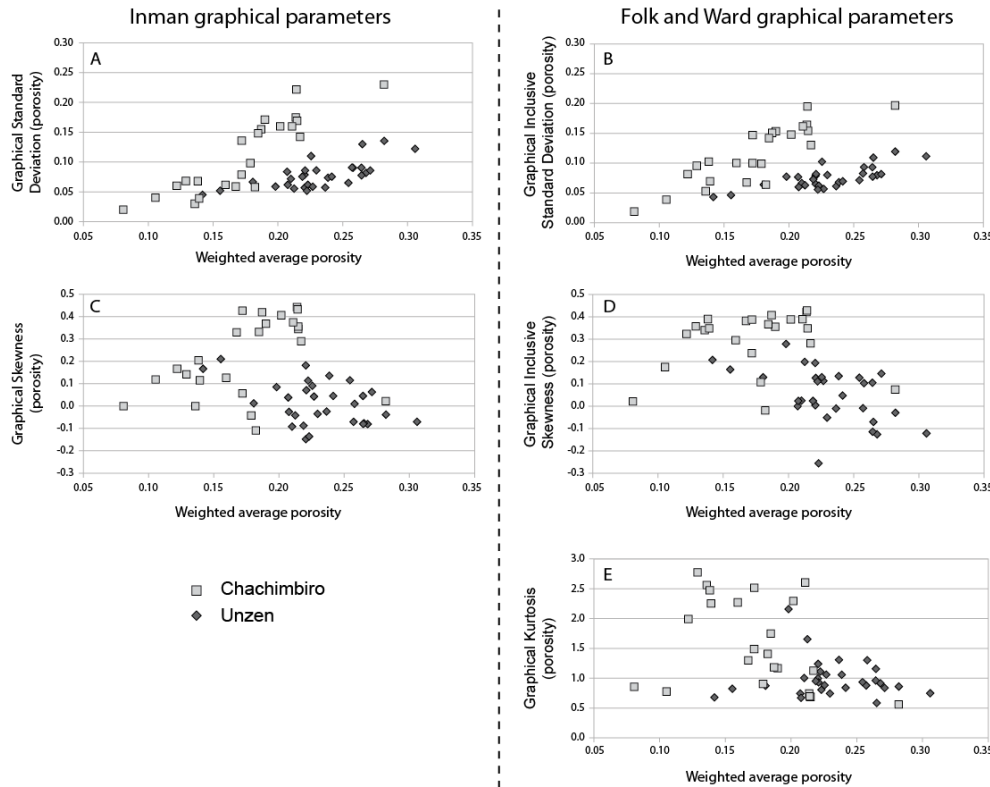 Inman graphical parameters
Folk and Ward graphical parameters
A
Graphical Standard
Deviation (porosity)
0.30
0.25
0.20
0.15
0.10
0.05
0.00
0.05 0.10 0.15 0.20 0.25 0.30 0.35
Weighted average porosity
B
Graphical Inclusive
Standard Deviation (porosity)
0.30
0.25
0.20
0.15
0.10
0.05
0.00
0.05 0.10 0.15 0.20 0.25 0.30 0.35
Weighted average porosity
C
Graphical Skewness
(porosity)
0.5
0.4
0.3
0.2
0.1
0.0
-0.1
-0.2
-0.3
0.05 0.10 0.15 0.20 0.25 0.30 0.35
Weighted average porosity
D
Graphical Inclusive
Skewness (porosity)
0.5
0.4
0.3
0.2
0.1
0.0
-0.1
-0.2
-0.3
0.05 0.10 0.15 0.20 0.25 0.30 0.35
Weighted average porosity
Chachimbiro
Unzen
E
Graphical Kurtosis
(porosity)
3.0
2.5
2.0
1.5
1.0
0.5
0.0
0.05 0.10 0.15 0.20 0.25 0.30 0.35
Weighted average porosity